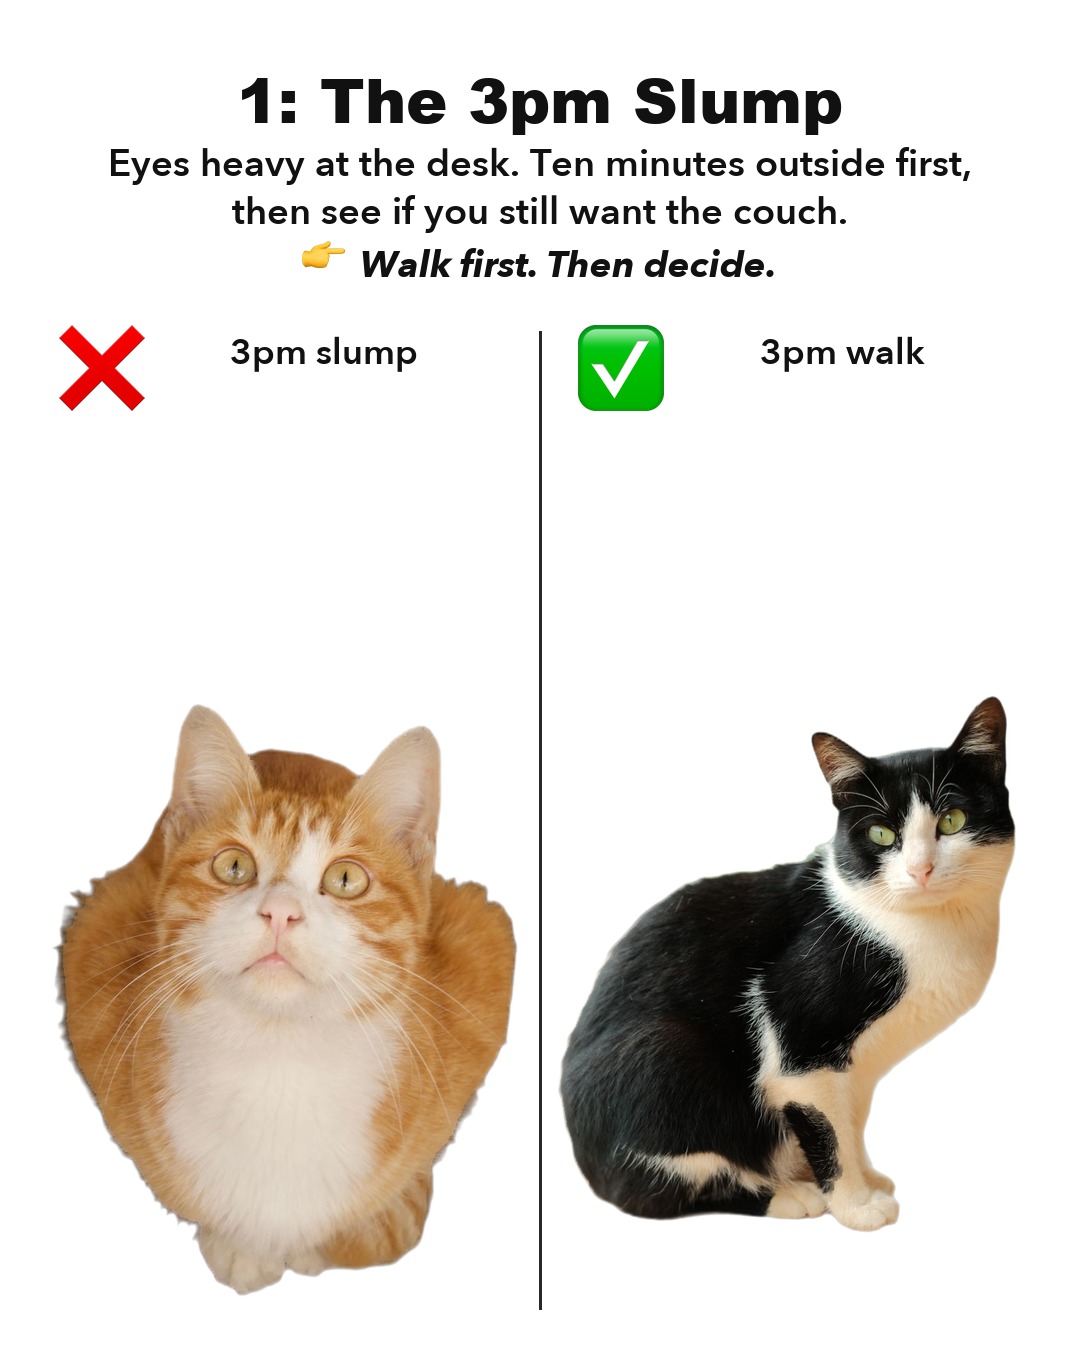 1: The 3pm Slump
Eyes heavy at the desk. Ten minutes outside first,
then see if you still want the couch.
👉 Walk first. Then decide.
❌ 3pm slump
✅ 3pm walk